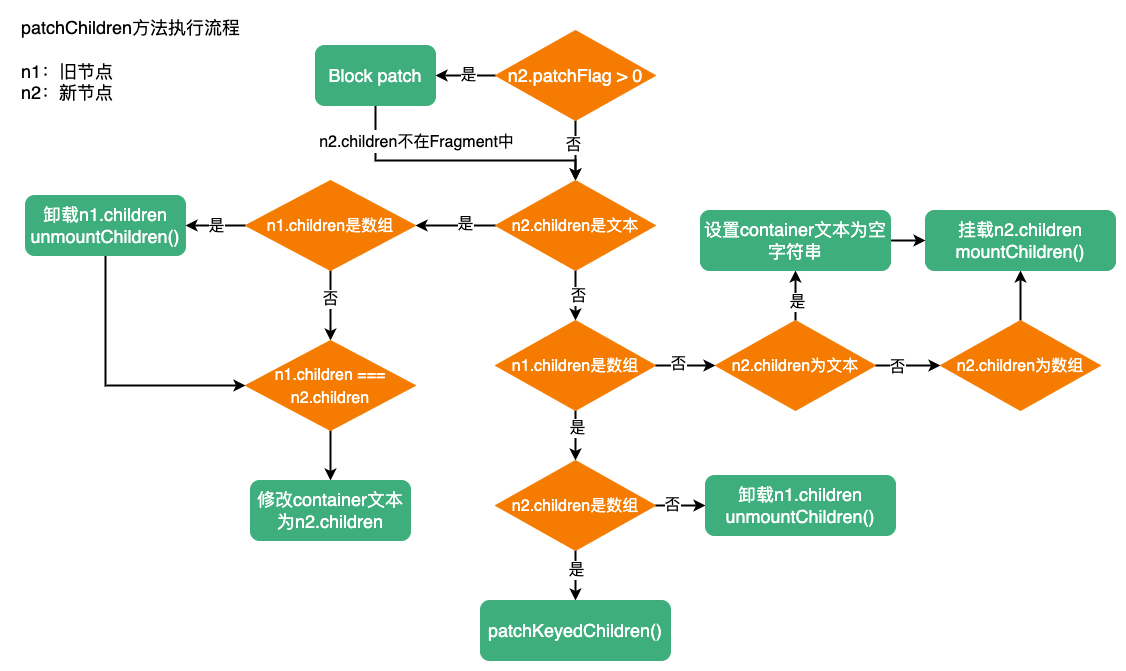 patchChildren方法执行流程
n1：旧节点
n2：新节点
Block patch
是
n2.patchFlag > 0
n2.children不在Fragment中
否
卸载n1.children
unmountChildren()
是
n1.children是数组
是
n2.children是文本
设置container文本为空
字符串
挂载n2.children
mountChildren()
否
否
是
n1.children ===
n2.children
n1.children是数组
否
n2.children为文本
否
n2.children为数组
是
修改container文本
为n2.children
n2.children是数组
否
卸载n1.children
unmountChildren()
是
patchKeyedChildren()